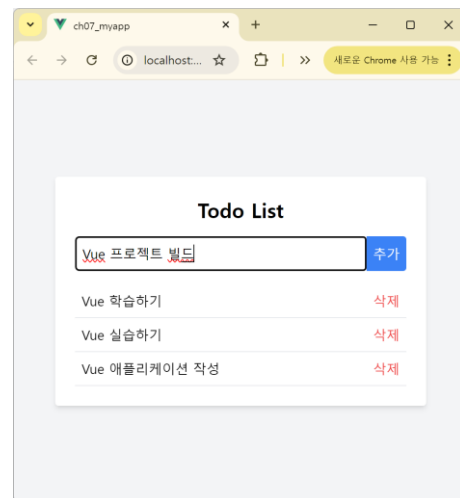 ch07_myapp
localhost:...
새로운 Chrome 사용 가능
Todo List
Vue 프로젝트 빌드
추가
Vue 학습하기
삭제
Vue 실습하기
삭제
Vue 애플리케이션 작성
삭제